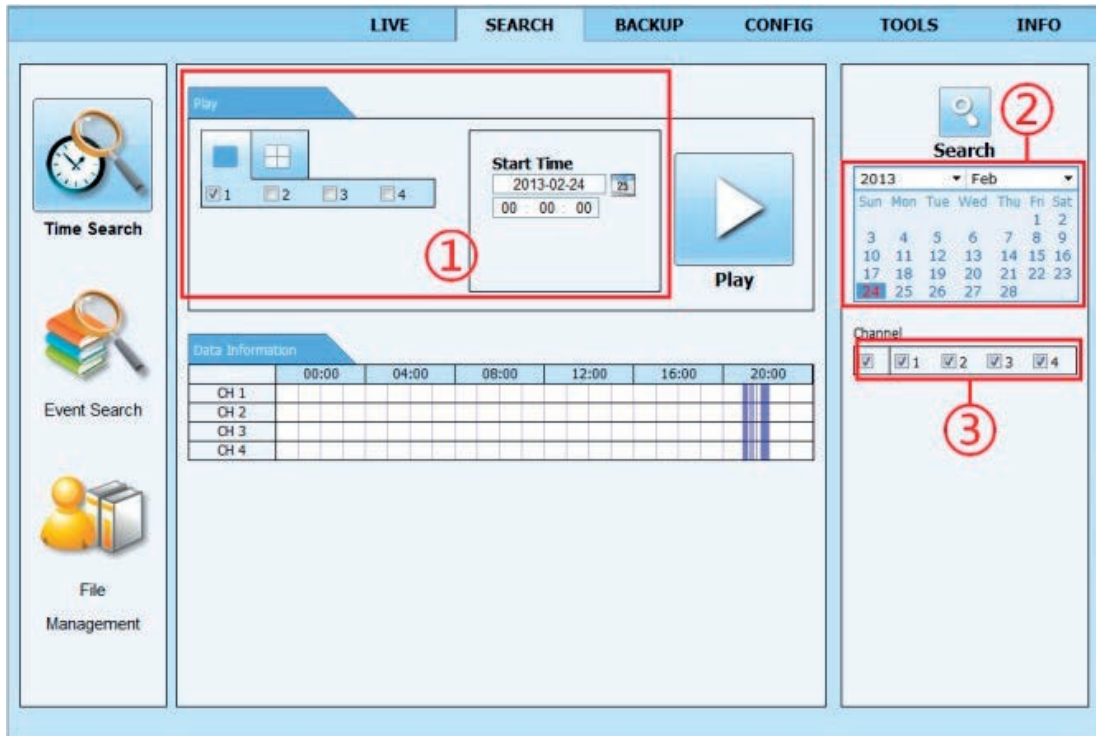 LIVE SEARCH BACKUP CONFIG TOOLS INFO
Time Search
Event Search
File
Management
Play
1 2 3 4
Start Time
2013-02-24 25
00 : 00 : 00
Play
①
Data Information
00:00 04:00 08:00 12:00 16:00 20:00
CH 1
CH 2
CH 3
CH 4
②
Search
2013 Feb
Sun Mon Tue Wed Thu Fri Sat
1 2
3 4 5 6 7 8 9
10 11 12 13 14 15 16
17 18 19 20 21 22 23
24 25 26 27 28
Channel
1 2 3 4
③